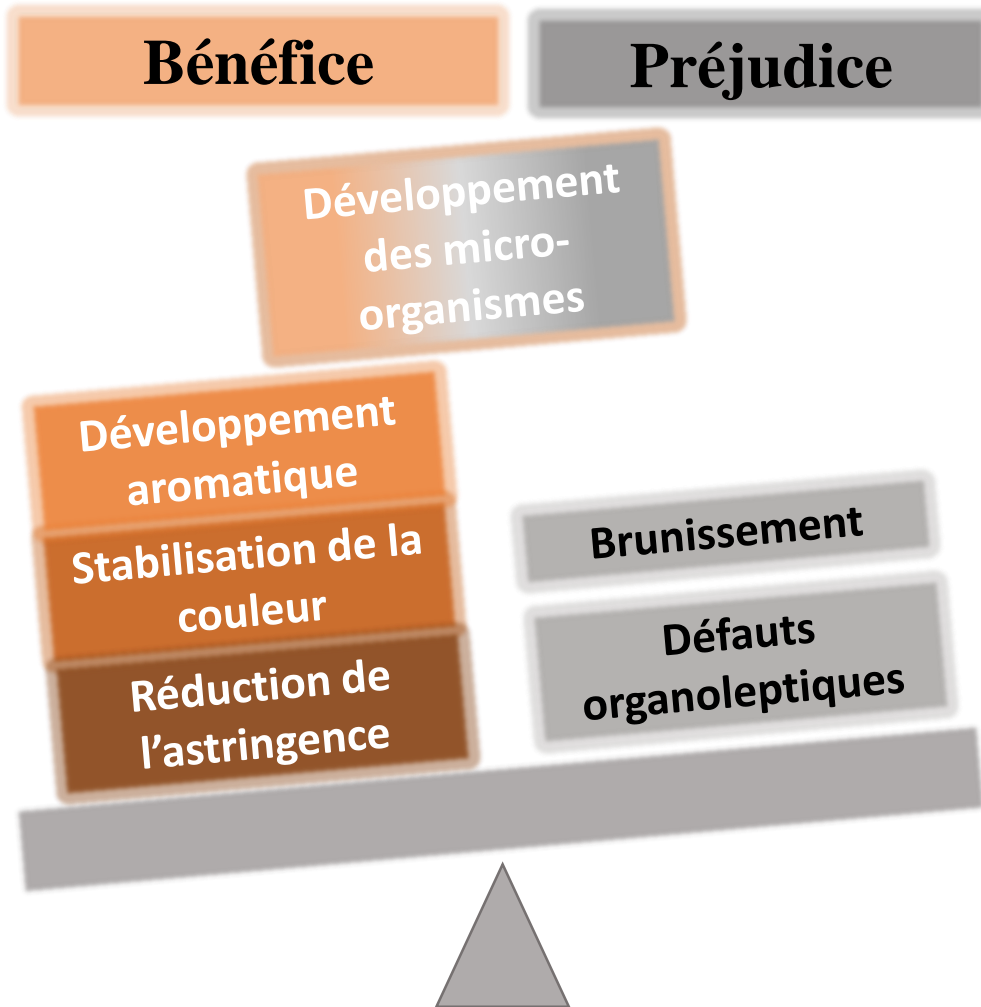 Bénéfice
Préjudice
Développement
des micro-
organismes
Développement
aromatique
Stabilisation de la
couleur
Réduction de
l’astringence
Brunissement
Défauts
organoleptiques